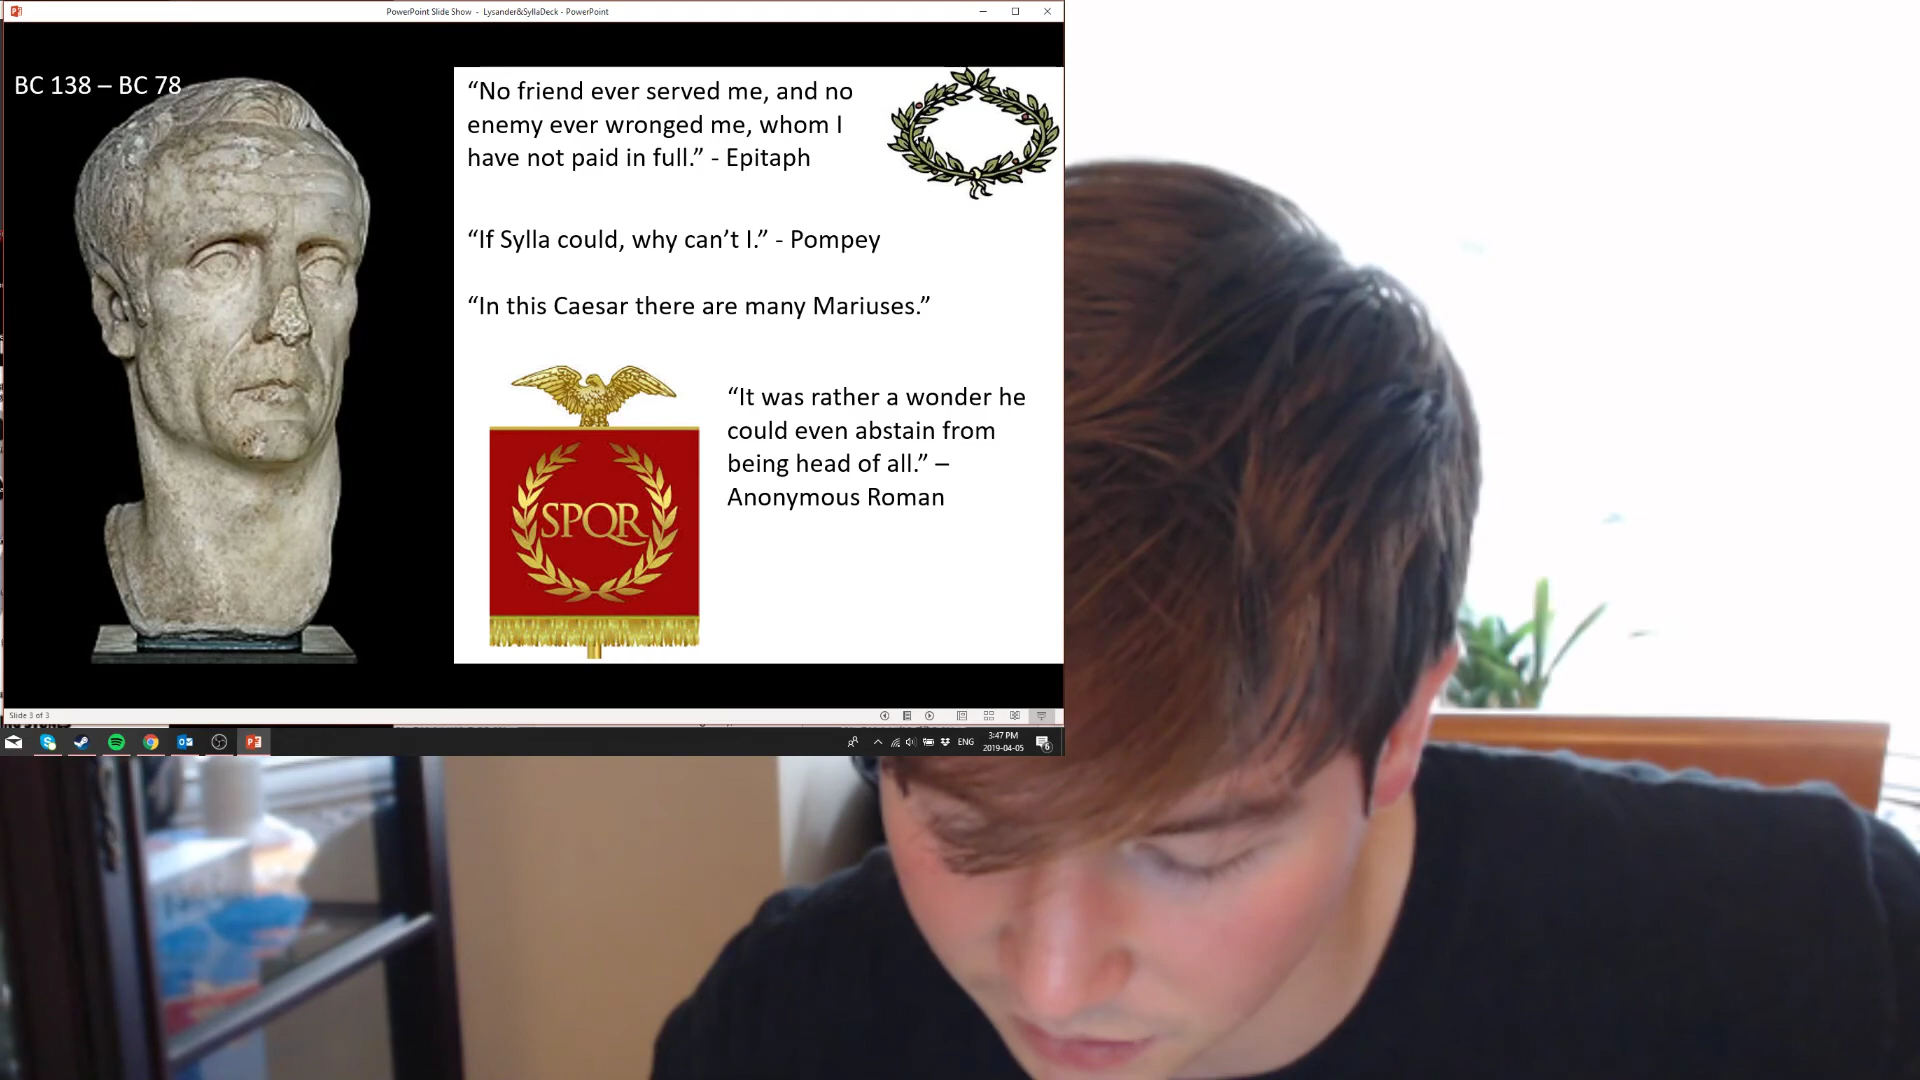 PowerPoint Slide Show - Lysander&SyllaDeck - PowerPoint
BC 138 – BC 78
“No friend ever served me, and no
enemy ever wronged me, whom I
have not paid in full.” - Epitaph
“If Sylla could, why can’t I.” - Pompey
“In this Caesar there are many Mariuses.”
SPQR
“It was rather a wonder he
could even abstain from
being head of all.” –
Anonymous Roman
Slide 3 of 3
ENG
3:47 PM
2019-04-05
6